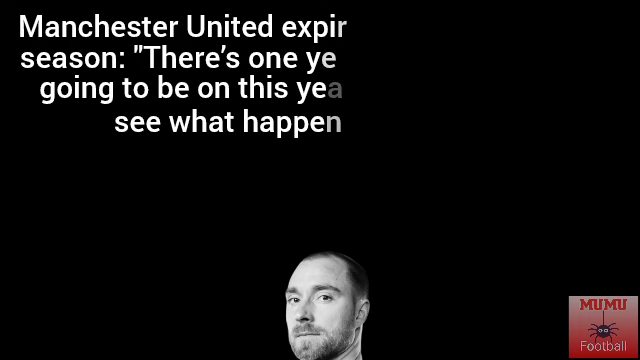 Manchester United expir
season: "There’s one ye
going to be on this yea
see what happen
MUMU
Football